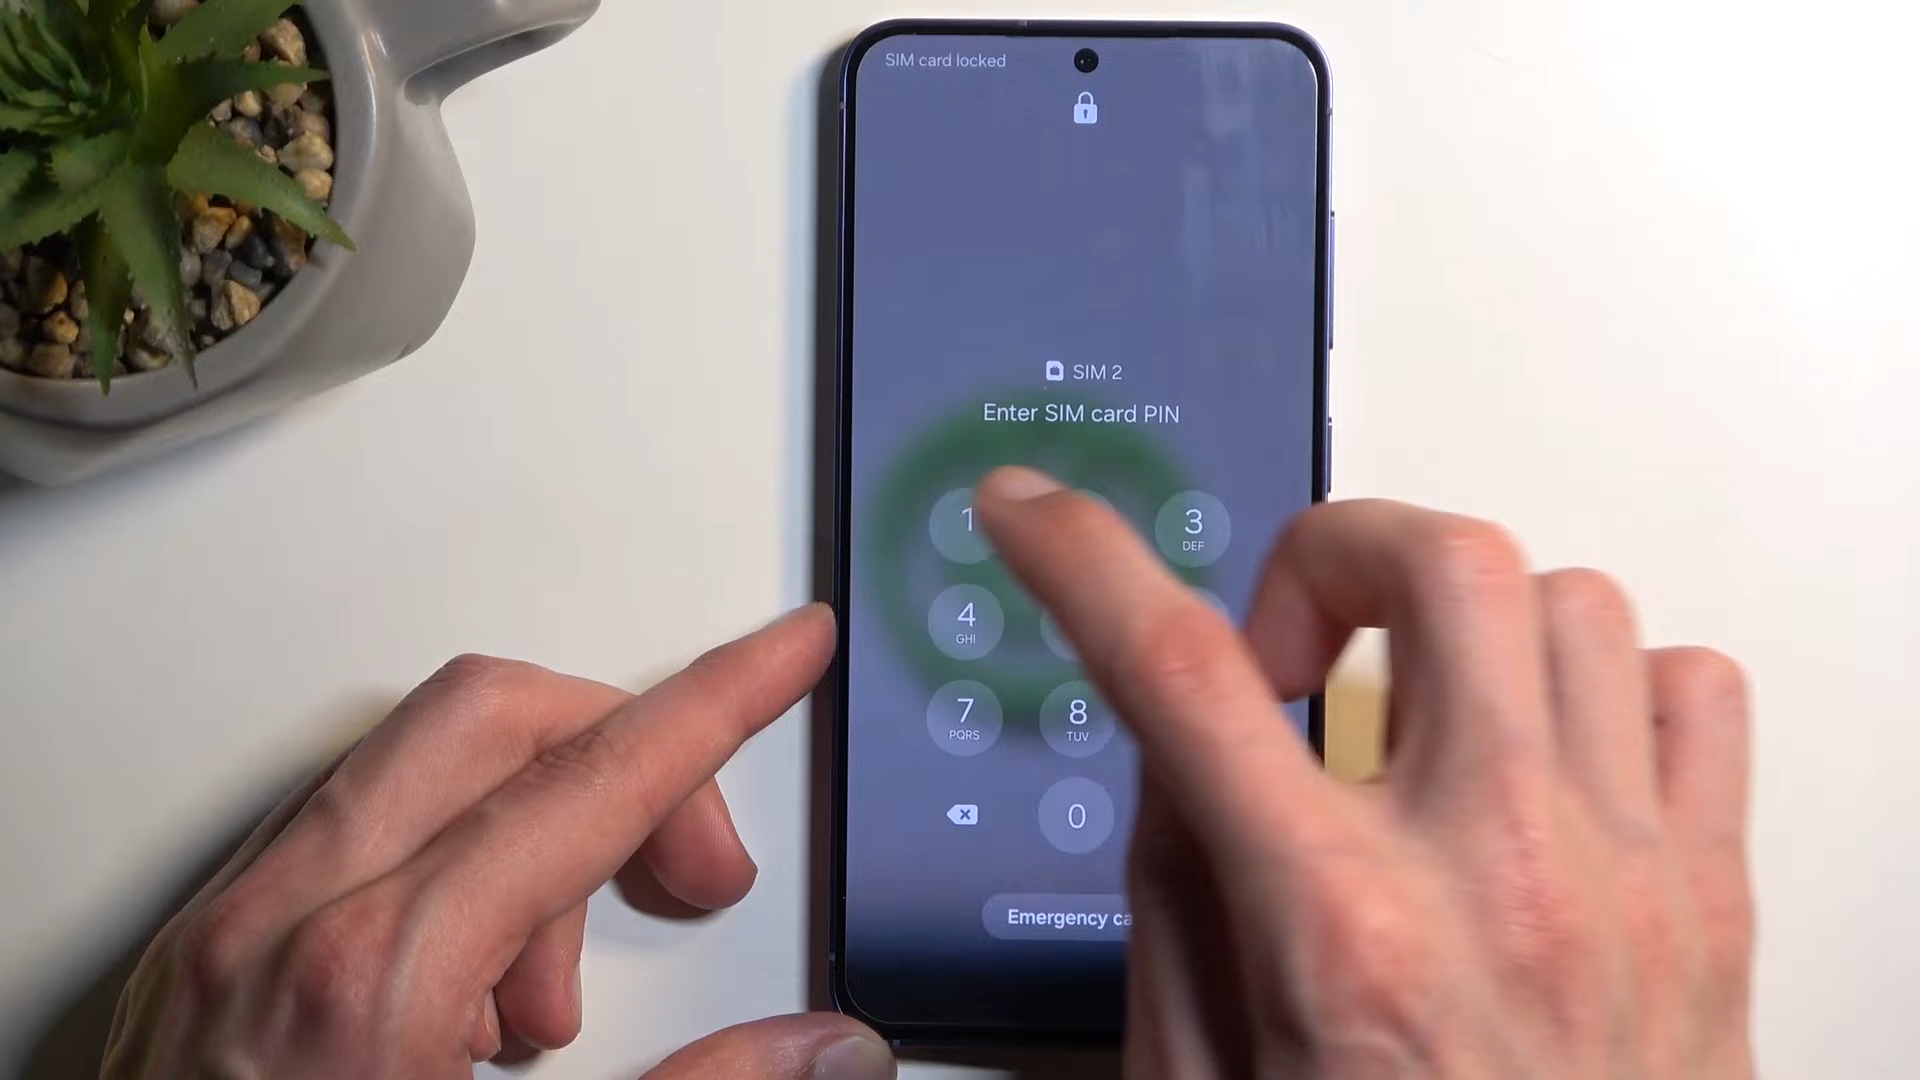 SIM card locked
SIM 2
Enter SIM card PIN
1
3
DEF
4
GHI
7
PQRS
8
TUV
0
Emergency